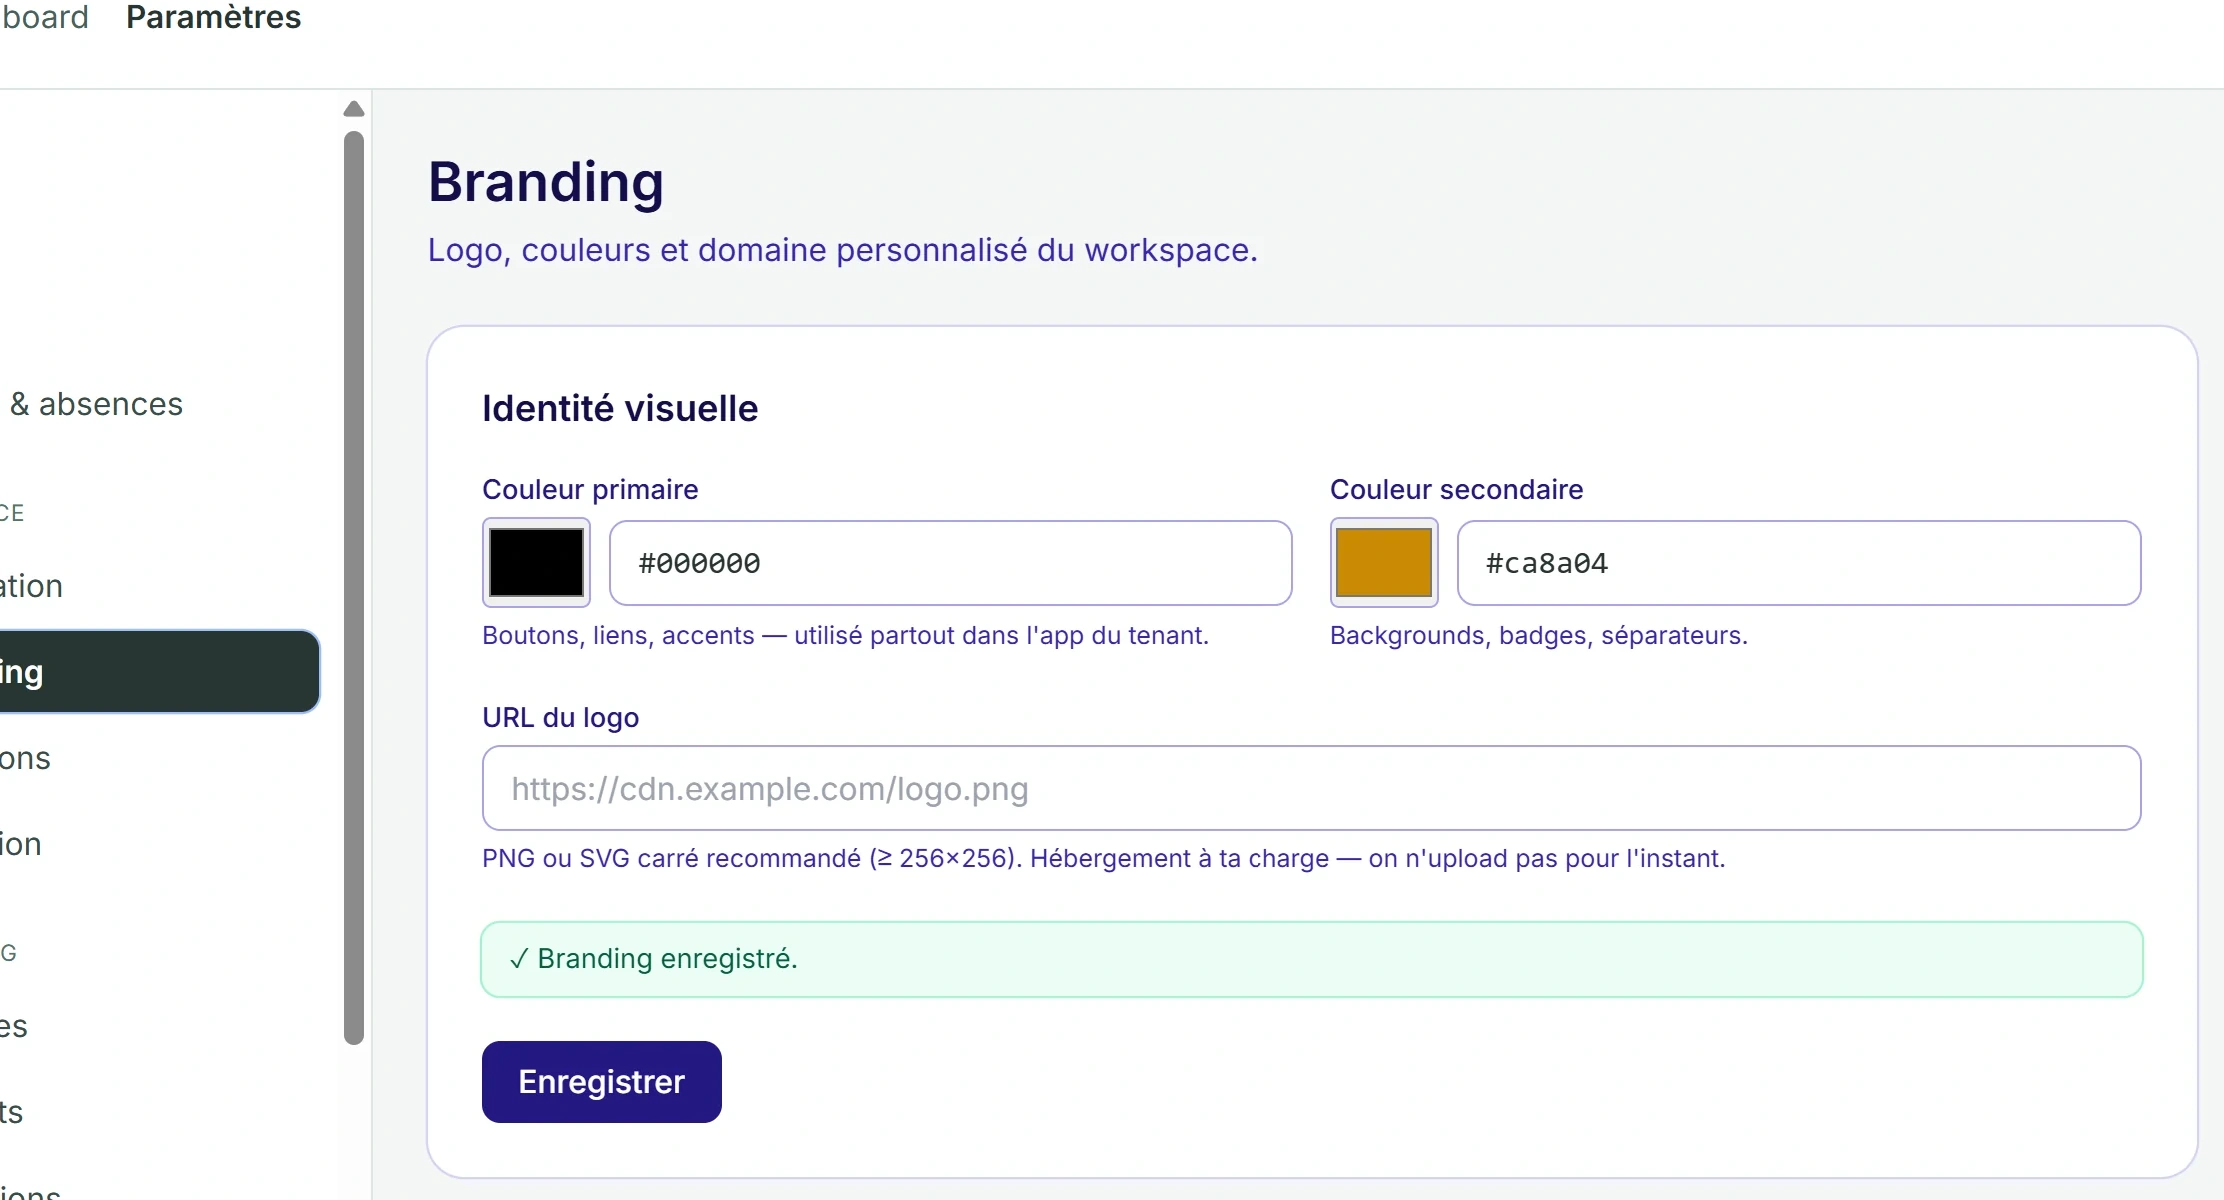 board Paramètres
& absences
CE
ation
ing
ons
ion
G
es
ts
ions
Branding
Logo, couleurs et domaine personnalisé du workspace.
Identité visuelle
Couleur primaire
#000000
Boutons, liens, accents — utilisé partout dans l'app du tenant.
Couleur secondaire
#ca8a04
Backgrounds, badges, séparateurs.
URL du logo
https://cdn.example.com/logo.png
PNG ou SVG carré recommandé (≥ 256×256). Hébergement à ta charge — on n'upload pas pour l'instant.
✓ Branding enregistré.
Enregistrer